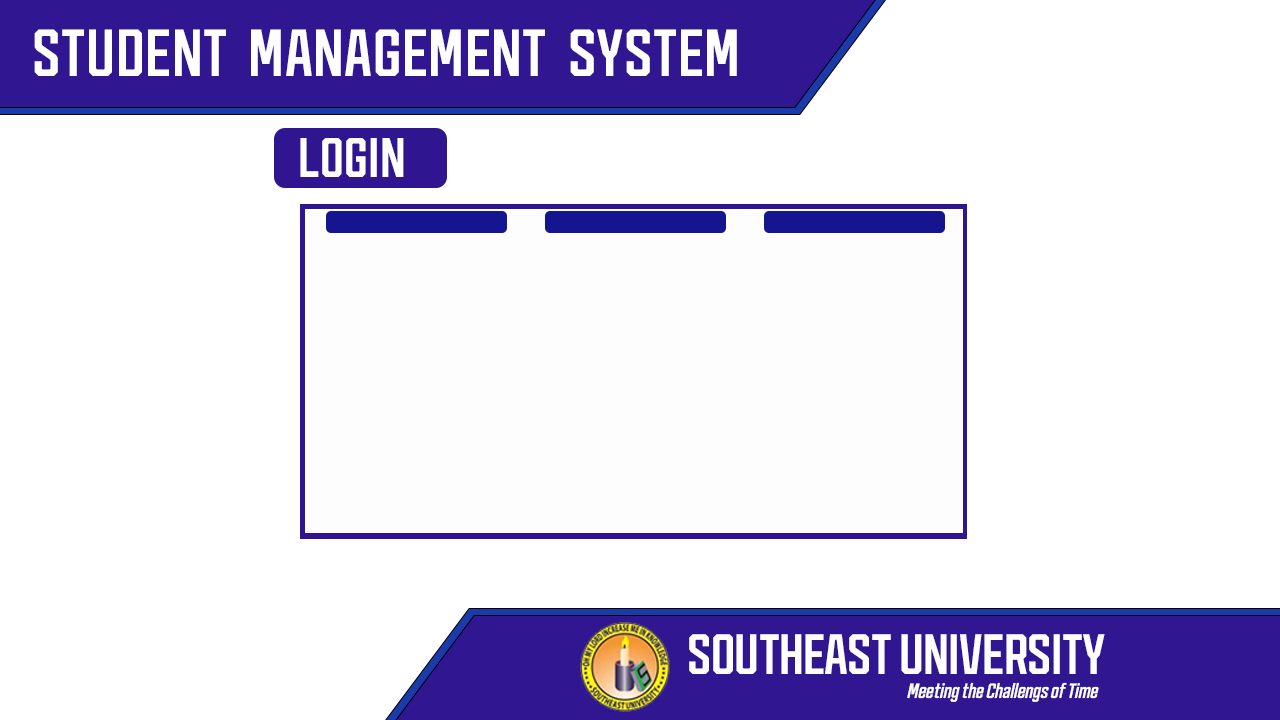 STUDENT MANAGEMENT SYSTEM
LOGIN
OH MY LORD INCREASE ME IN KNOWLEDGE
SOUTHEAST UNIVERSITY
SOUTHEAST UNIVERSITY
Meeting the Challengs of Time